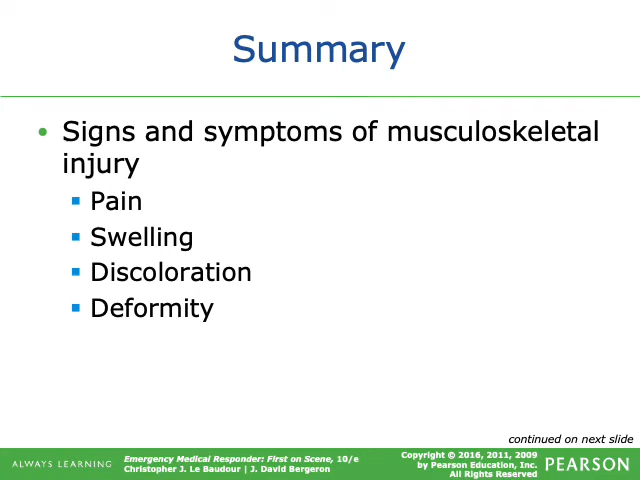 Summary
• Signs and symptoms of musculoskeletal
injury
▪ Pain
▪ Swelling
▪ Discoloration
▪ Deformity
continued on next slide
ALWAYS LEARNING
Emergency Medical Responder: First on Scene, 10/e
Christopher J. Le Baudour | J. David Bergeron
Copyright © 2016, 2011, 2009
by Pearson Education, Inc.
All Rights Reserved
PEARSON